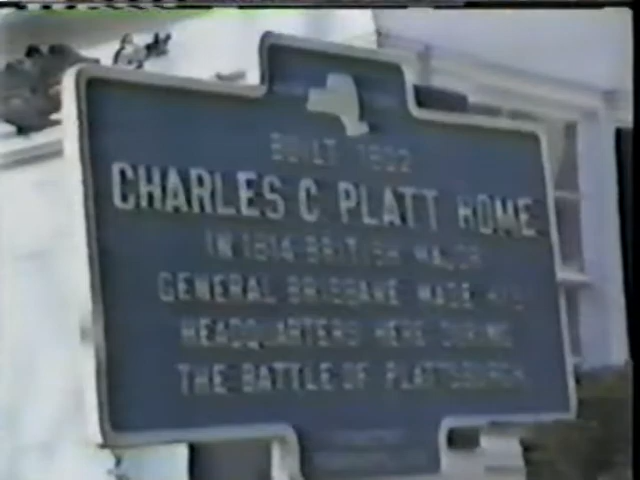 BUILT 1802
CHARLES C PLATT HOME
IN 1814 BRITISH MAJOR
GENERAL BRISBANE MADE HIS
HEADQUARTERS HERE DURING
THE BATTLE OF PLATTSBURGH